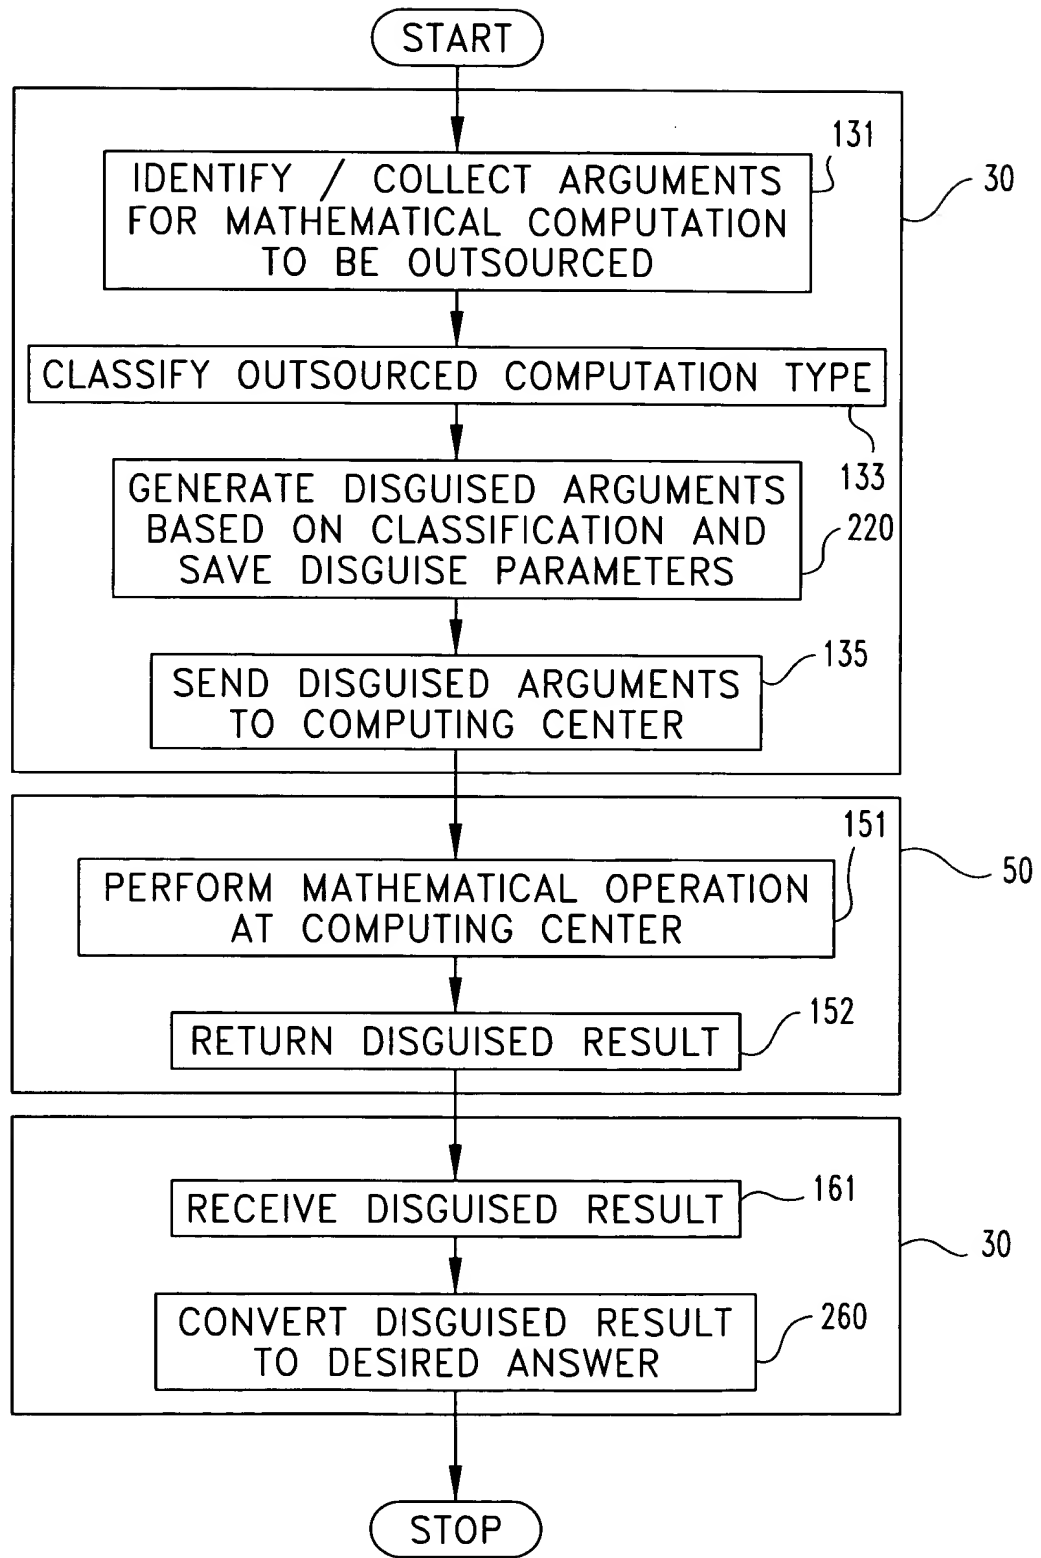 START
131
IDENTIFY / COLLECT ARGUMENTS
FOR MATHEMATICAL COMPUTATION
TO BE OUTSOURCED
30
CLASSIFY OUTSOURCED COMPUTATION TYPE
133
GENERATE DISGUISED ARGUMENTS
BASED ON CLASSIFICATION AND
SAVE DISGUISE PARAMETERS
220
135
SEND DISGUISED ARGUMENTS
TO COMPUTING CENTER
151
50
PERFORM MATHEMATICAL OPERATION
AT COMPUTING CENTER
152
RETURN DISGUISED RESULT
161
RECEIVE DISGUISED RESULT
30
260
CONVERT DISGUISED RESULT
TO DESIRED ANSWER
STOP